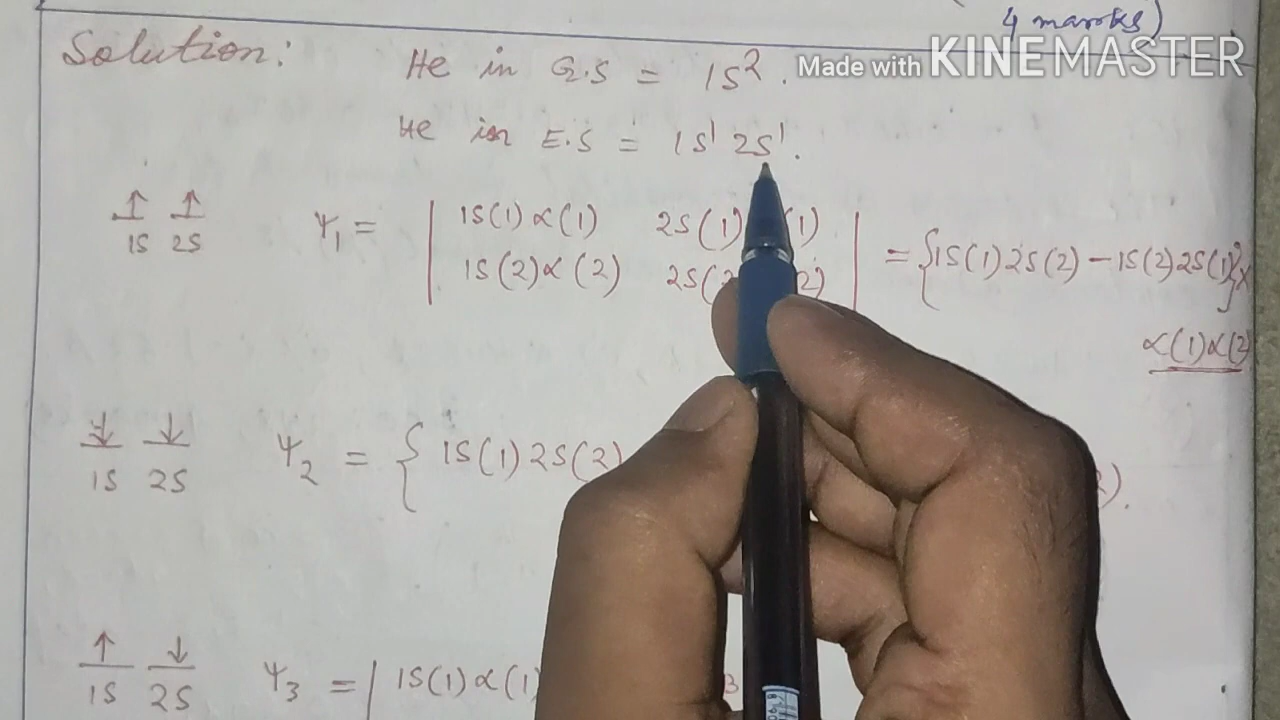 4 marks)
Made with KINEMASTER
Solution: He in G.S = 1S².
He in E.S = 1S¹ 2S¹.
↑ ↑
1S 2S
Ψ₁ = | 1S(1)α(1) 2S(1) (1) |
| 1S(2)α(2) 2S( 2) |
= {1S(1)2S(2) – 1S(2)2S(1)}×
α(1)α(2)
↓ ↓
1S 2S
Ψ₂ = { 1S(1)2S(2) ).
↑ ↓
1S 2S
Ψ₃ = | 1S(1)α(1)